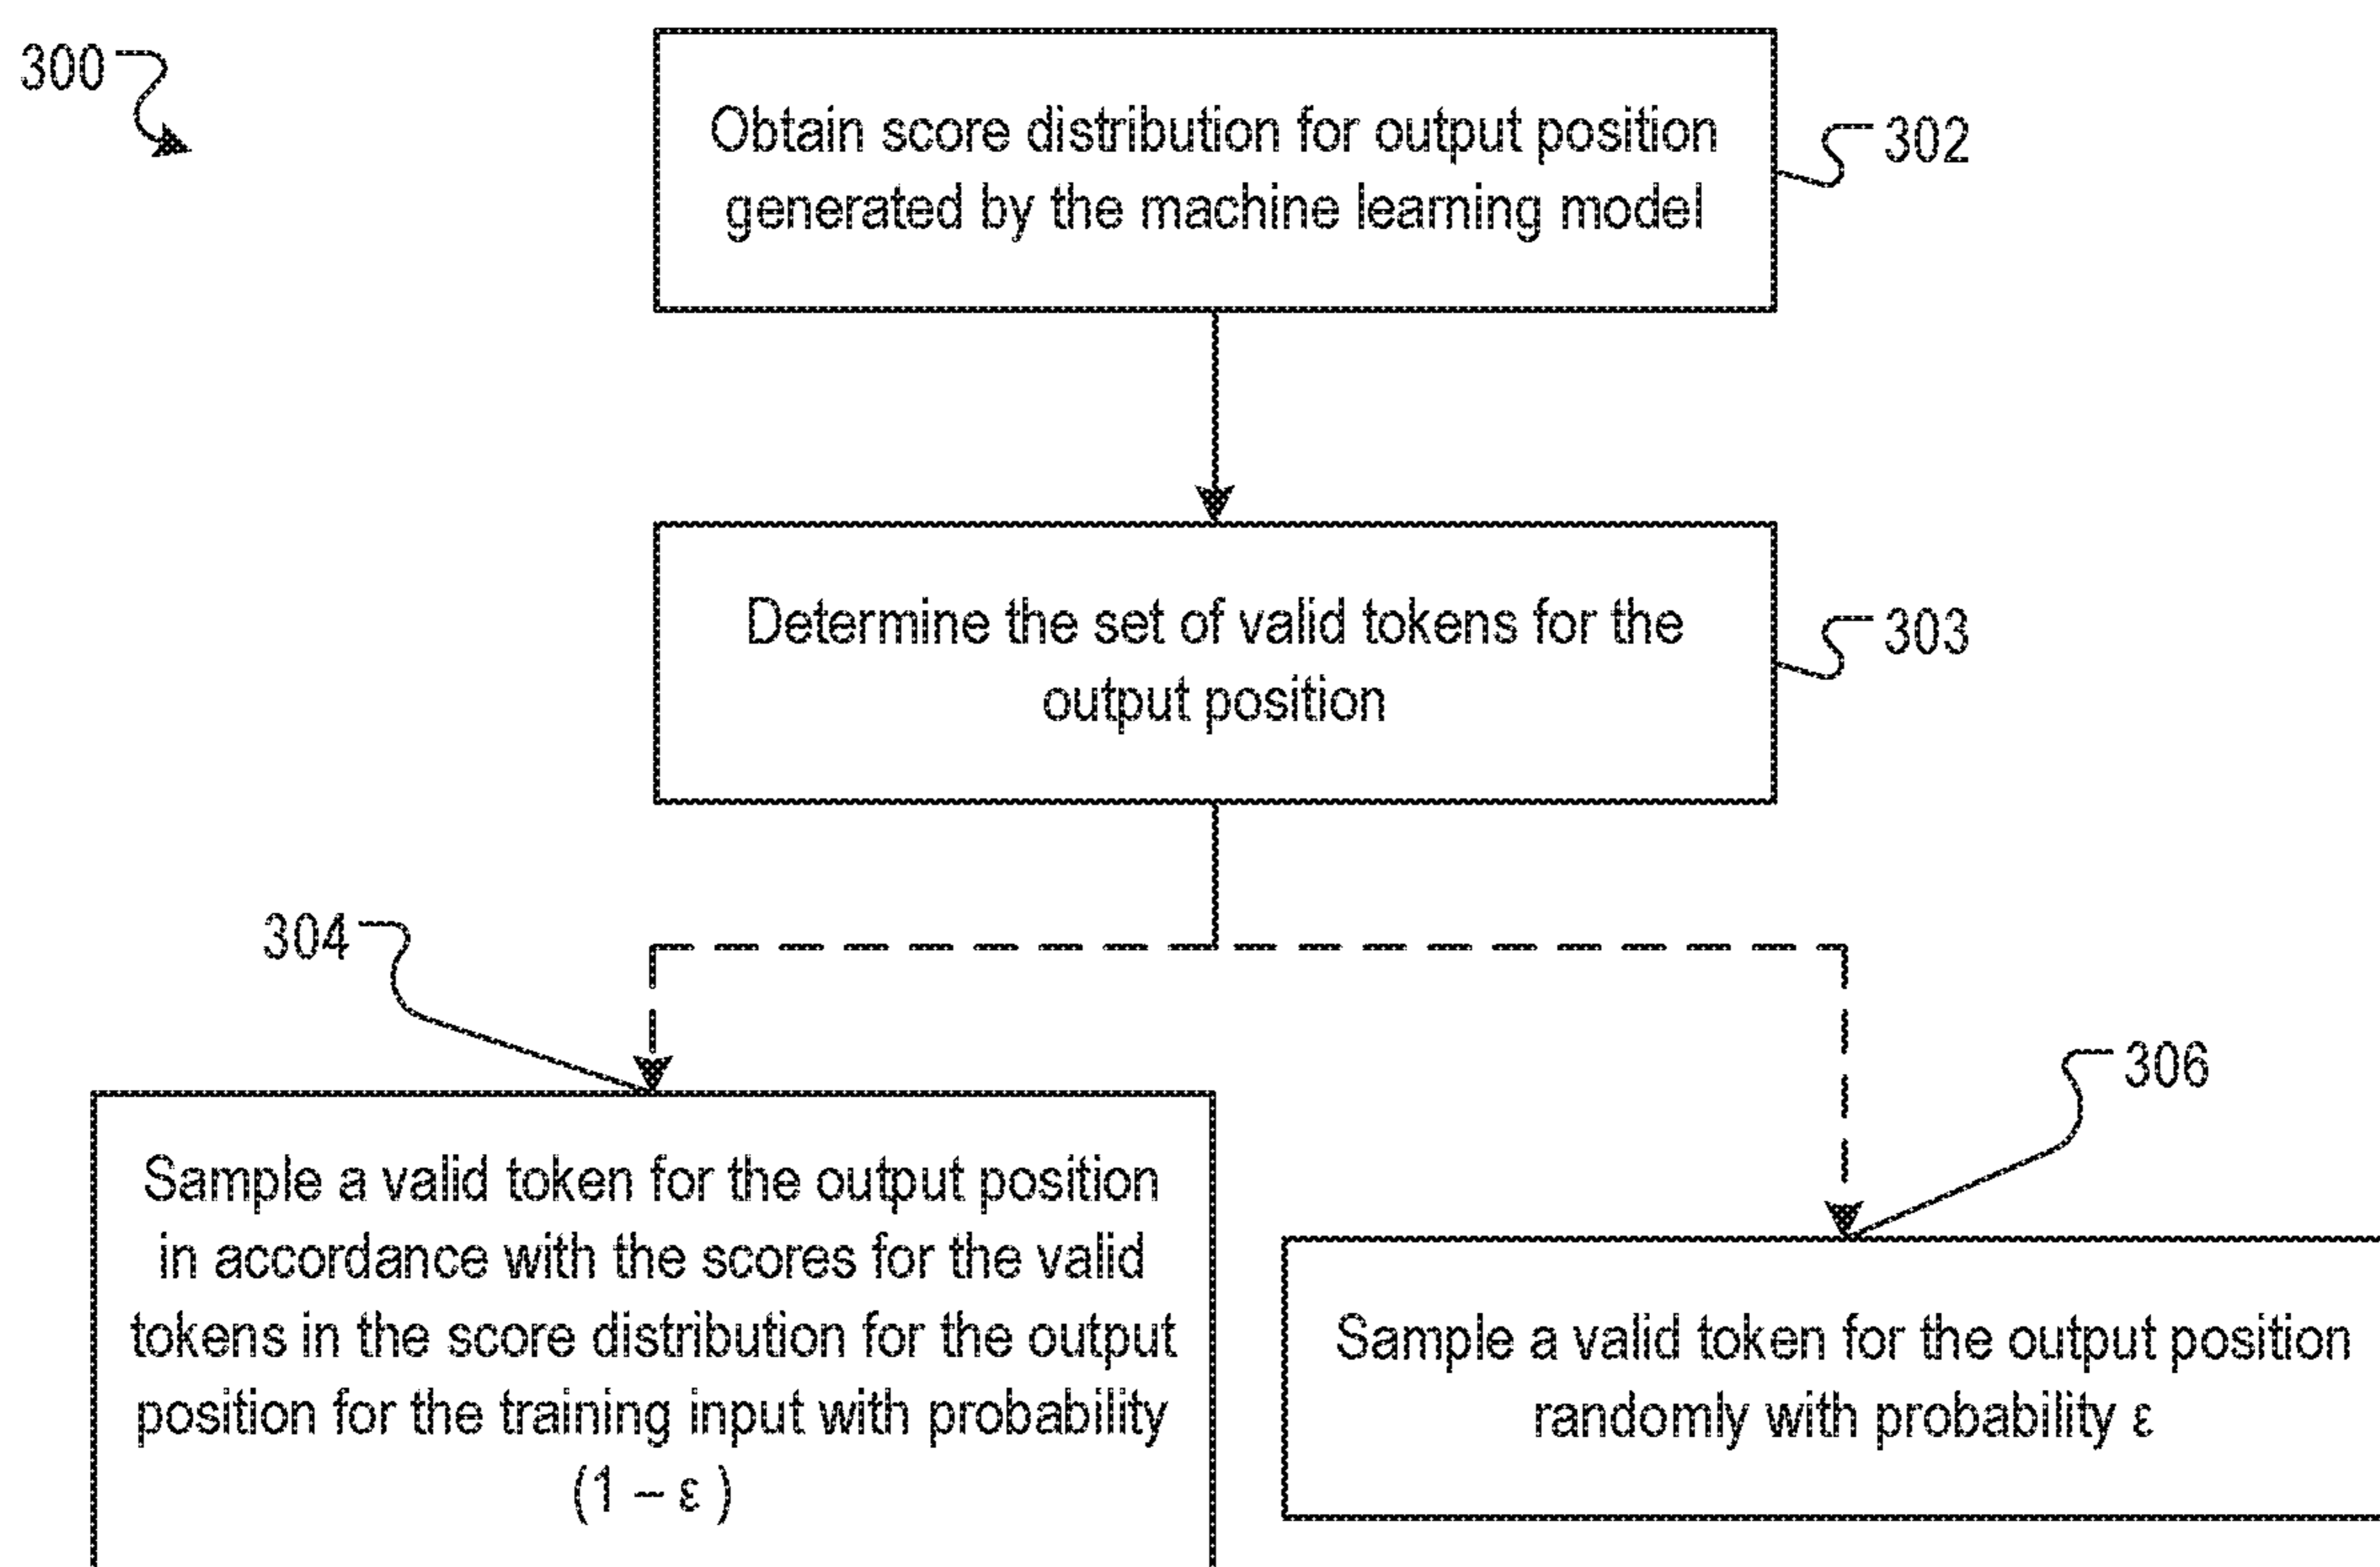 300
Obtain score distribution for output position
generated by the machine learning model
302
Determine the set of valid tokens for the
output position
303
304
Sample a valid token for the output position
in accordance with the scores for the valid
tokens in the score distribution for the output
position for the training input with probability
(1 – ε )
306
Sample a valid token for the output position
randomly with probability ε